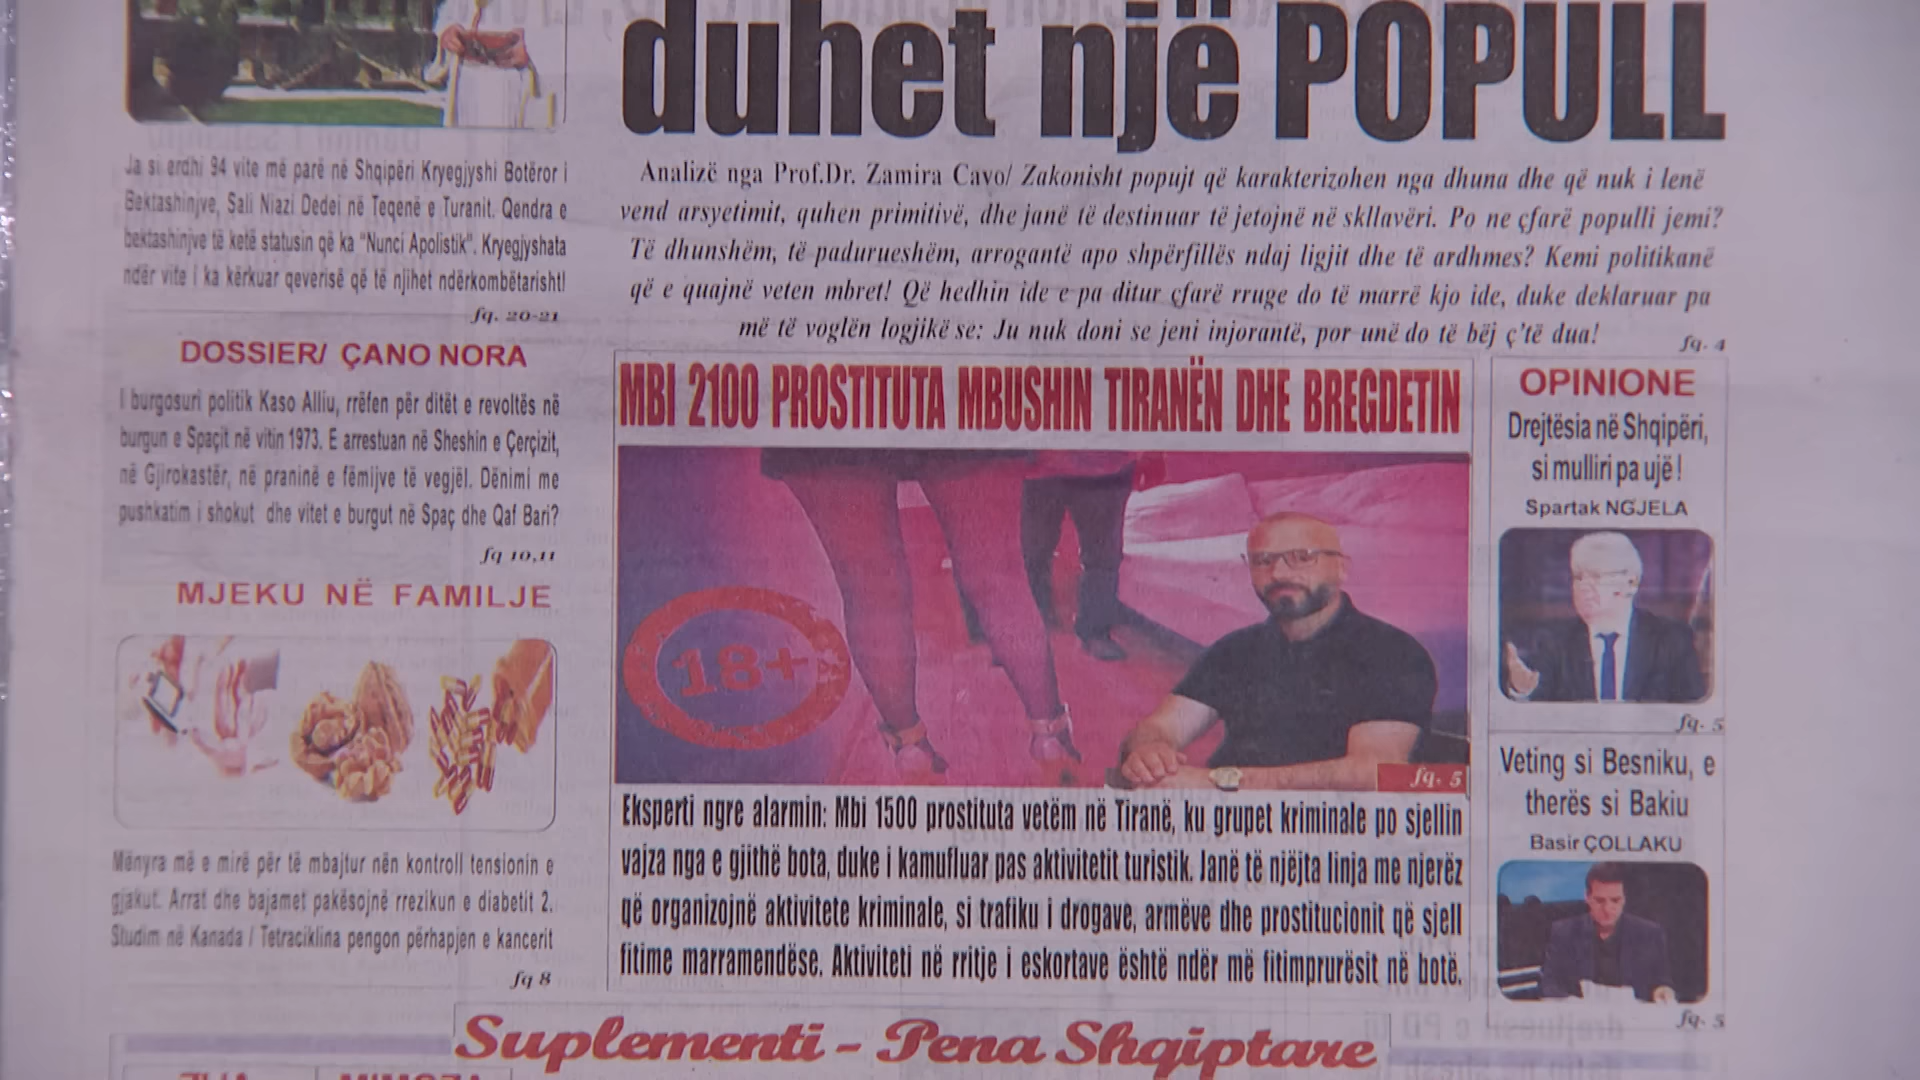 duhet një POPULL
Analizë nga Prof.Dr. Zamira Cavo/ Zakonisht popujt që karakterizohen nga dhuna dhe që nuk i lenë
vend arsyetimit, quhen primitivë, dhe janë të destinuar të jetojnë në skllavëri. Po ne çfarë populli jemi?
Të dhunshëm, të padurueshëm, arrogantë apo shpërfillës ndaj ligjit dhe të ardhmes? Kemi politikanë
që e quajnë veten mbret! Që hedhin ide e pa ditur çfarë rruge do të marrë kjo ide, duke deklaruar pa
më të voglën logjikë se: Ju nuk doni se jeni injorantë, por unë do të bëj ç'të dua!
fq. 4
Ja si erdhi 94 vite më parë në Shqipëri Kryegjyshi Botëror i
Bektashinjve, Sali Niazi Dedei në Teqenë e Turanit. Qendra e
bektashinjve të ketë statusin që ka "Nunci Apolistik". Kryegjyshata
ndër vite i ka kërkuar qeverisë që të njihet ndërkombëtarisht!
fq. 20-21
DOSSIER/ ÇANO NORA
I burgosuri politik Kaso Alliu, rrëfen për ditët e revoltës në
burgun e Spaçit në vitin 1973. E arrestuan në Sheshin e Çerçizit,
në Gjirokastër, në praninë e fëmijve të vegjël. Dënimi me
pushkatim i shokut dhe vitet e burgut në Spaç dhe Qaf Bari?
fq 10,11
MJEKU NË FAMILJE
Mënyra më e mirë për të mbajtur nën kontroll tensionin e
gjakut. Arrat dhe bajamet pakësojnë rrezikun e diabetit 2.
Studim në Kanada / Tetraciklina pengon përhapjen e kancerit
fq 8
MBI 2100 PROSTITUTA MBUSHIN TIRANËN DHE BREGDETIN
18+
fq. 5
Eksperti ngre alarmin: Mbi 1500 prostituta vetëm në Tiranë, ku grupet kriminale po sjellin
vajza nga e gjithë bota, duke i kamufluar pas aktivitetit turistik. Janë të njëjta linja me njerëz
që organizojnë aktivitete kriminale, si trafiku i drogave, armëve dhe prostitucionit që sjell
fitime marramendëse. Aktiviteti në rritje i eskortave është ndër më fitimprurësit në botë.
OPINIONE
Drejtësia në Shqipëri,
si mulliri pa ujë!
Spartak NGJELA
fq. 5
Veting si Besniku, e
therës si Bakiu
Basir ÇOLLAKU
fq. 5
Suplementi - Pena Shqiptare